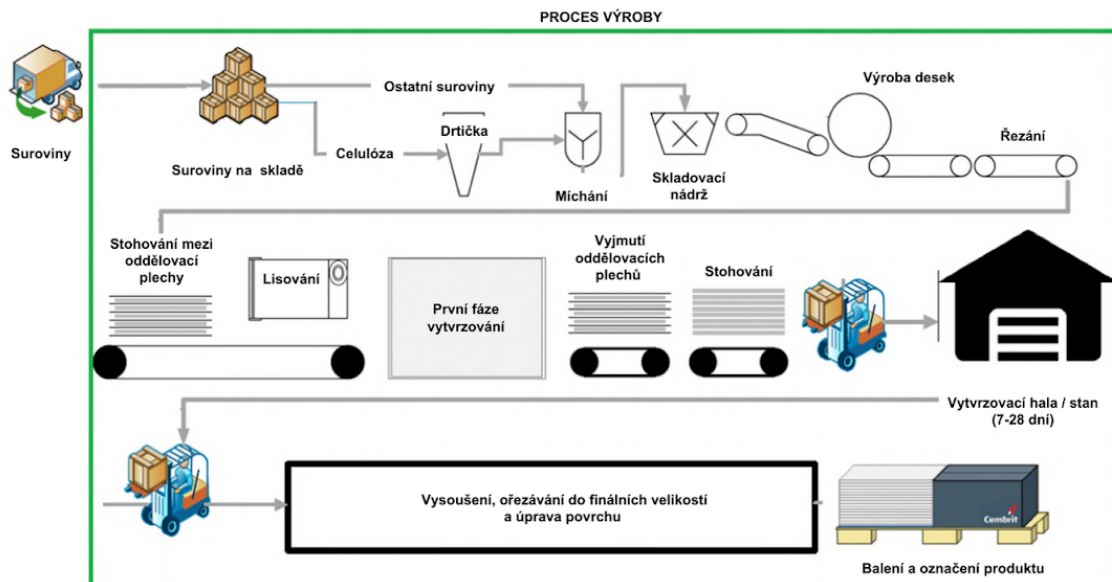 PROCES VÝROBY
Výroba desek
Ostatní suroviny
Drtička
Řezání
Celulóza
Suroviny
Suroviny na skladě
Míchání
Skladovací
nádrž
Stohování mezi
oddělovací
plechy
Lisování
První fáze
vytvrzování
Vyjmutí
oddělovacích
plechů
Stohování
Vytvrzovací hala / stan
(7-28 dní)
Vysoušení, ořezávání do finálních velikostí
a úprava povrchu
Cembrit
Balení a označení produktu